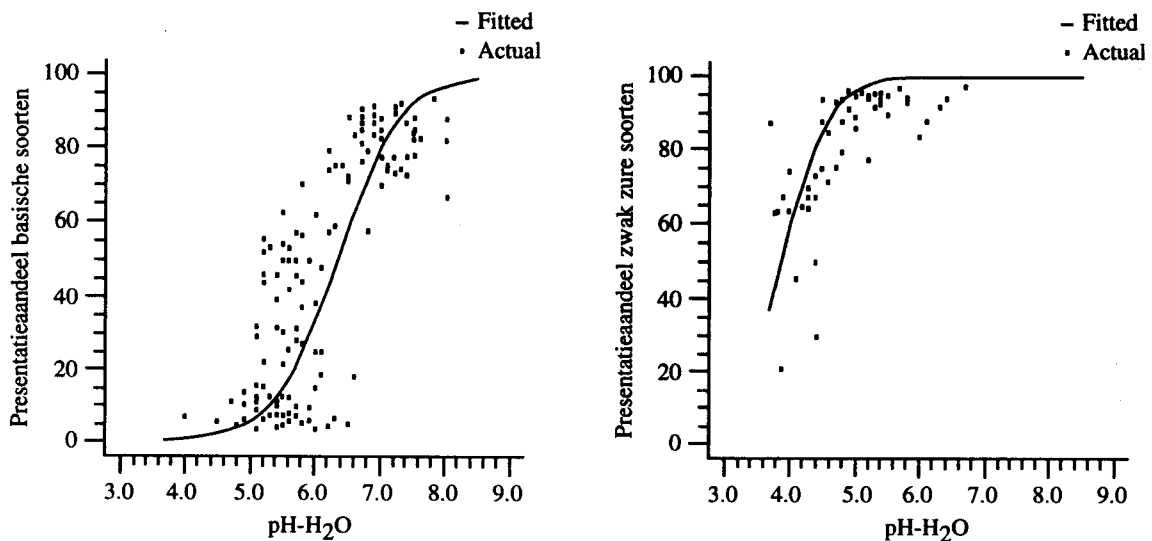 – Fitted
▪ Actual
Presentatieaandeel basische soorten
100
80
60
40
20
0
3.0 4.0 5.0 6.0 7.0 8.0 9.0
pH-H₂O
– Fitted
▪ Actual
Presentatieaandeel zwak zure soorten
100
80
60
40
20
0
3.0 4.0 5.0 6.0 7.0 8.0 9.0
pH-H₂O